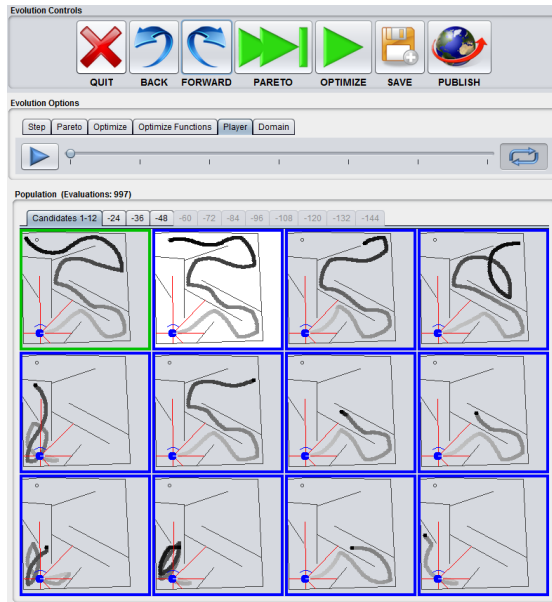 Evolution Controls
QUIT BACK FORWARD PARETO OPTIMIZE SAVE PUBLISH
Evolution Options
Step Pareto Optimize Optimize Functions Player Domain
Population (Evaluations: 997)
Candidates 1-12 -24 -36 -48 -60 -72 -84 -96 -108 -120 -132 -144